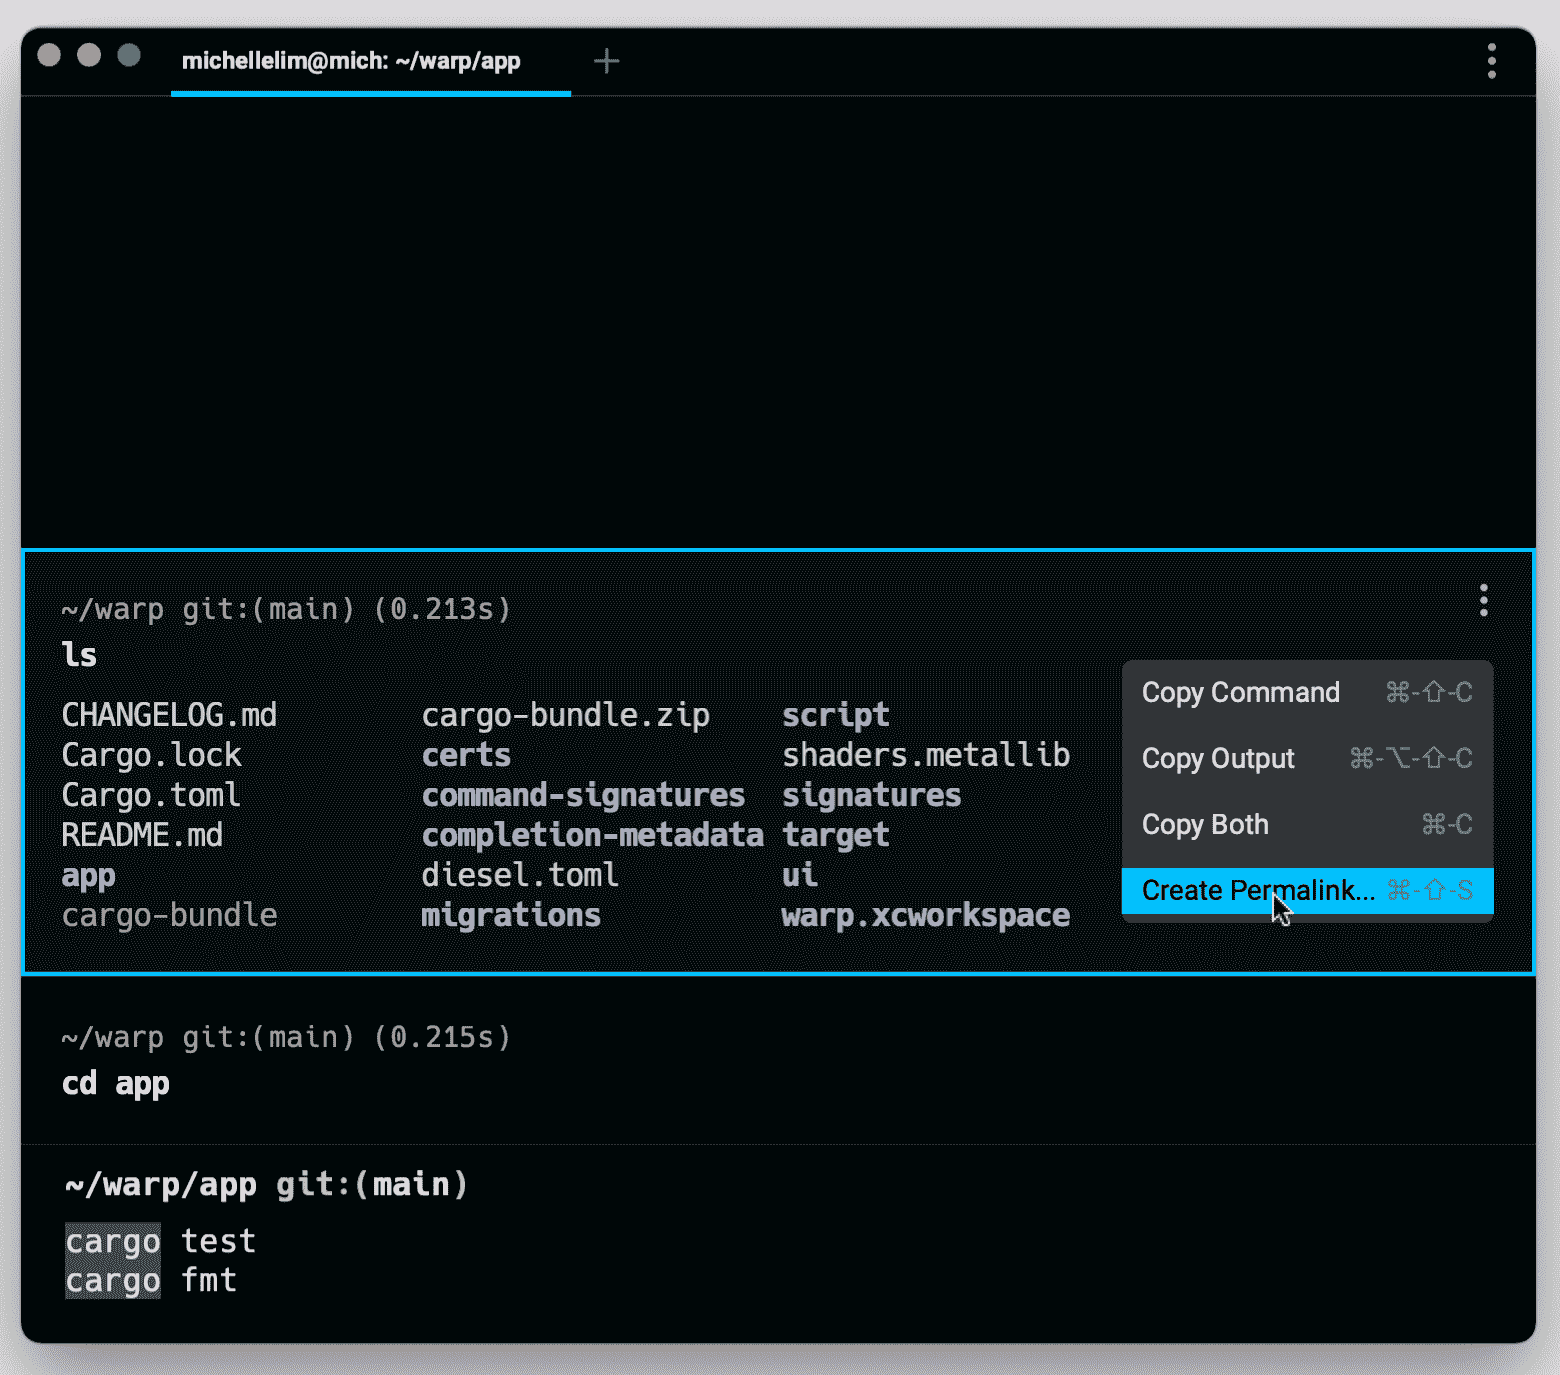 michellelim@mich: ~/warp/app +
~/warp git:(main) (0.213s)
ls
CHANGELOG.md cargo-bundle.zip script
Cargo.lock certs shaders.metallib
Cargo.toml command-signatures signatures
README.md completion-metadata target
app diesel.toml ui
cargo-bundle migrations warp.xcworkspace
Copy Command ⌘-⇧-C
Copy Output ⌘-⌥-⇧-C
Copy Both ⌘-C
Create Permalink... ⌘-⇧-S
~/warp git:(main) (0.215s)
cd app
~/warp/app git:(main)
cargo test
cargo fmt